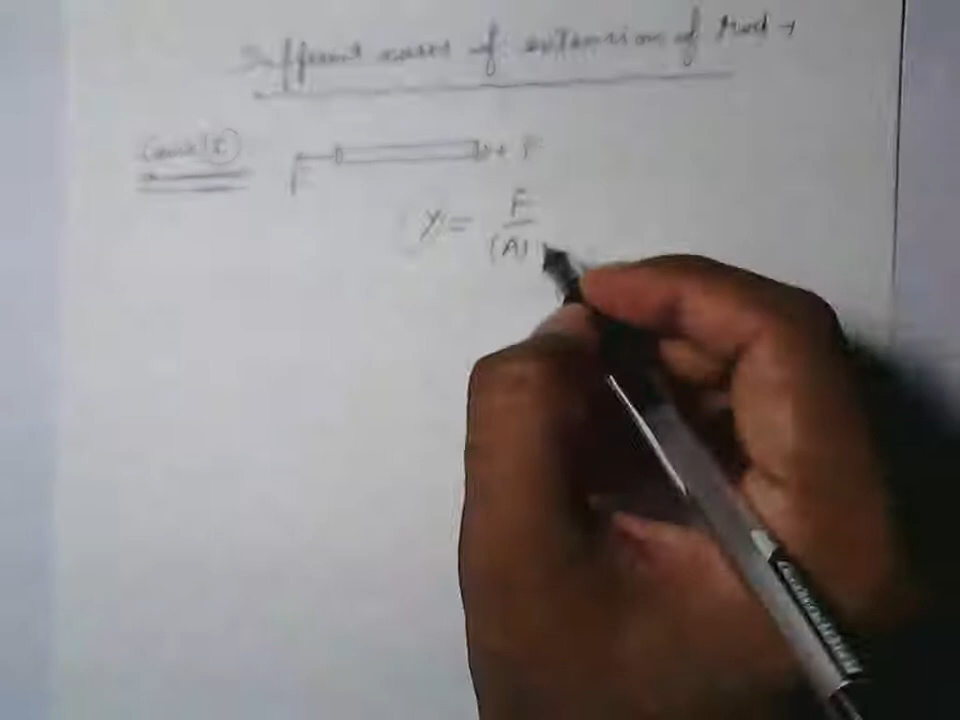 Different cases of extension of rod →
Case (I)
F F
Y = F
(A)